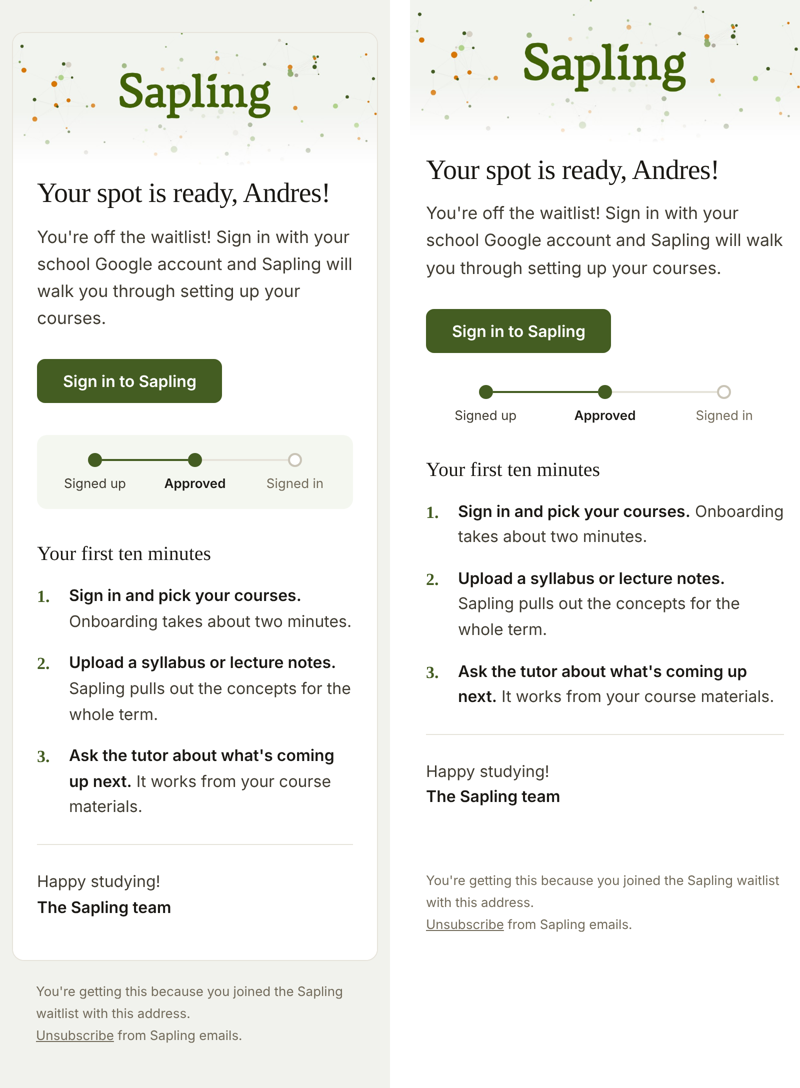 Sapling
Your spot is ready, Andres!
You're off the waitlist! Sign in with your
school Google account and Sapling will
walk you through setting up your
courses.
Sign in to Sapling
Signed up Approved Signed in
Your first ten minutes
1. Sign in and pick your courses.
Onboarding takes about two minutes.
2. Upload a syllabus or lecture notes.
Sapling pulls out the concepts for the
whole term.
3. Ask the tutor about what's coming
up next. It works from your course
materials.
Happy studying!
The Sapling team
You're getting this because you joined the Sapling
waitlist with this address.
Unsubscribe from Sapling emails.
Sapling
Your spot is ready, Andres!
You're off the waitlist! Sign in with your
school Google account and Sapling will walk
you through setting up your courses.
Sign in to Sapling
Signed up Approved Signed in
Your first ten minutes
1. Sign in and pick your courses. Onboarding
takes about two minutes.
2. Upload a syllabus or lecture notes.
Sapling pulls out the concepts for the
whole term.
3. Ask the tutor about what's coming up
next. It works from your course materials.
Happy studying!
The Sapling team
You're getting this because you joined the Sapling waitlist
with this address.
Unsubscribe from Sapling emails.